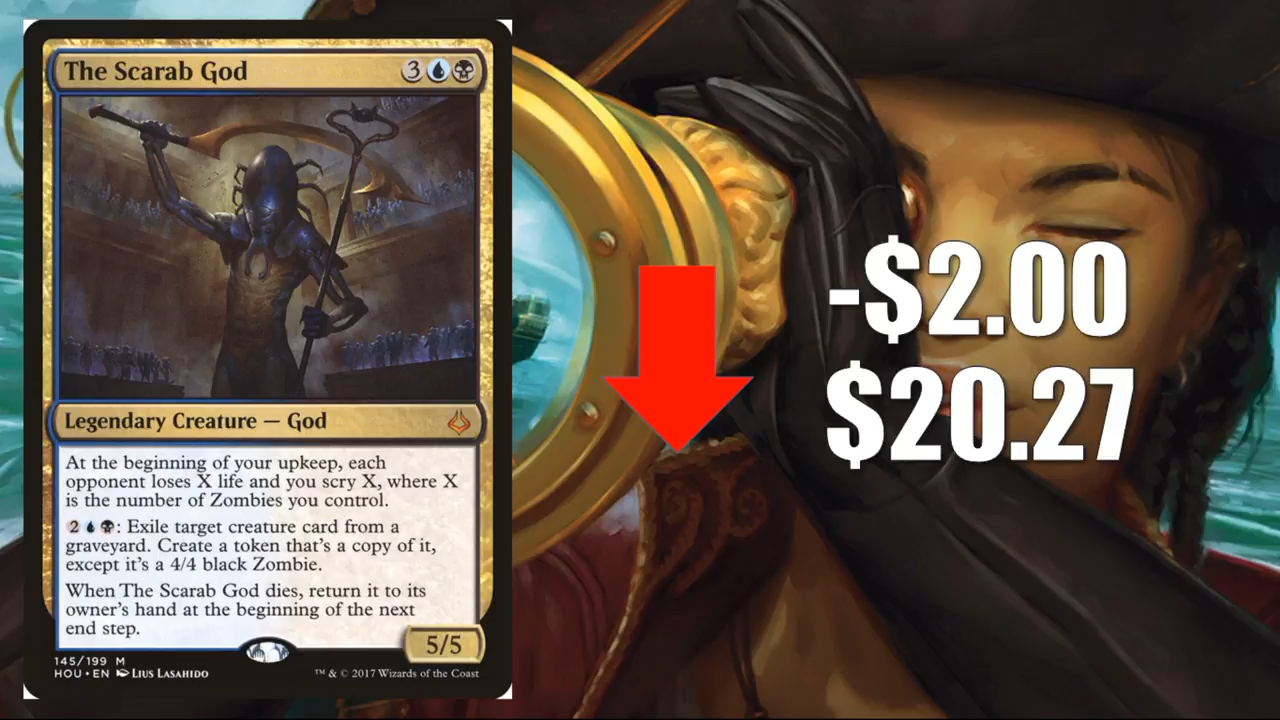 The Scarab God 3
Legendary Creature — God
At the beginning of your upkeep, each
opponent loses X life and you scry X, where X
is the number of Zombies you control.
2 : Exile target creature card from a
graveyard. Create a token that's a copy of it,
except it's a 4/4 black Zombie.
When The Scarab God dies, return it to its
owner's hand at the beginning of the next
end step.
5/5
145/199 M
HOU • EN LIUS LASAHIDO
™ & © 2017 Wizards of the Coast
-$2.00
$20.27